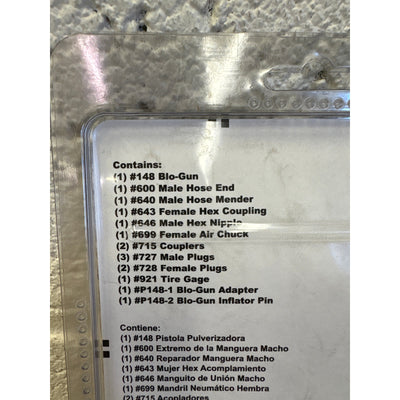 Contains:
(1) #148 Blo-Gun
(1) #600 Male Hose End
(1) #640 Male Hose Mender
(1) #643 Female Hex Coupling
(1) #646 Male Hex Nipple
(1) #699 Female Air Chuck
(2) #715 Couplers
(3) #727 Male Plugs
(2) #728 Female Plugs
(1) #921 Tire Gage
(1) #P148-1 Blo-Gun Adapter
(1) #P148-2 Blo-Gun Inflator Pin
Contiene:
(1) #148 Pistola Pulverizadora
(1) #600 Extremo de la Manguera Macho
(1) #640 Reparador Manguera Macho
(1) #643 Mujer Hex Acomplamiento
(1) #646 Manguito de Unión Macho
(1) #699 Mandril Neumático Hembra
(2) #715 Acopladores